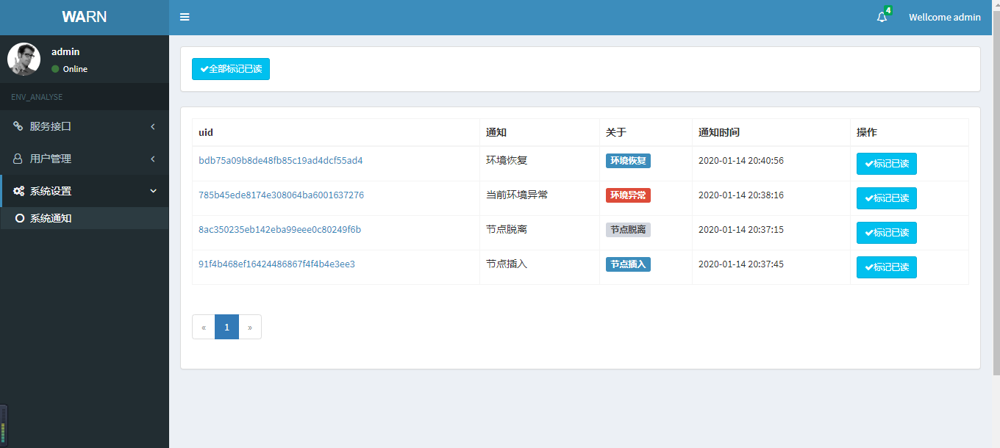 WARN
4
Wellcome admin
admin
Online
ENV_ANALYSE
服务接口
用户管理
系统设置
系统通知
全部标记已读
uid 通知 关于 通知时间 操作
bdb75a09b8de48fb85c19ad4dcf55ad4 环境恢复 环境恢复 2020-01-14 20:40:56 标记已读
785b45ede8174e308064ba6001637276 当前环境异常 环境异常 2020-01-14 20:38:16 标记已读
8ac350235eb142eba99eee0c80249f6b 节点脱离 节点脱离 2020-01-14 20:37:15 标记已读
91f4b468ef16424486867f4f4b4e3ee3 节点插入 节点插入 2020-01-14 20:37:45 标记已读
« 1 »